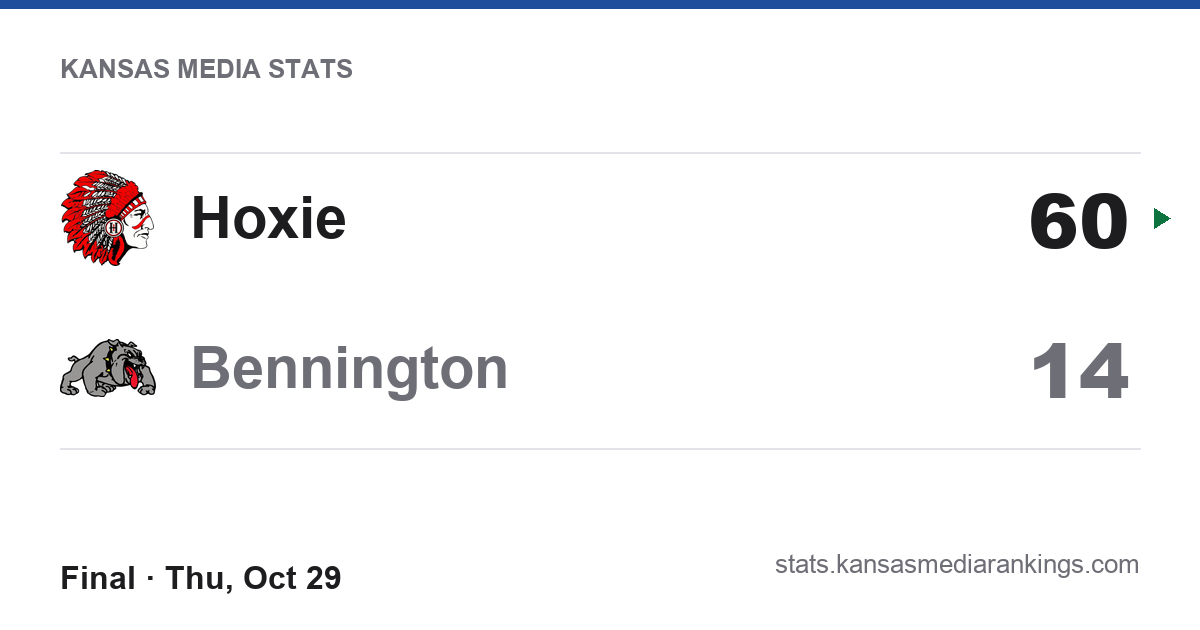 KANSAS MEDIA STATS
H
Hoxie 60
Bennington 14
Final · Thu, Oct 29
stats.kansasmediarankings.com